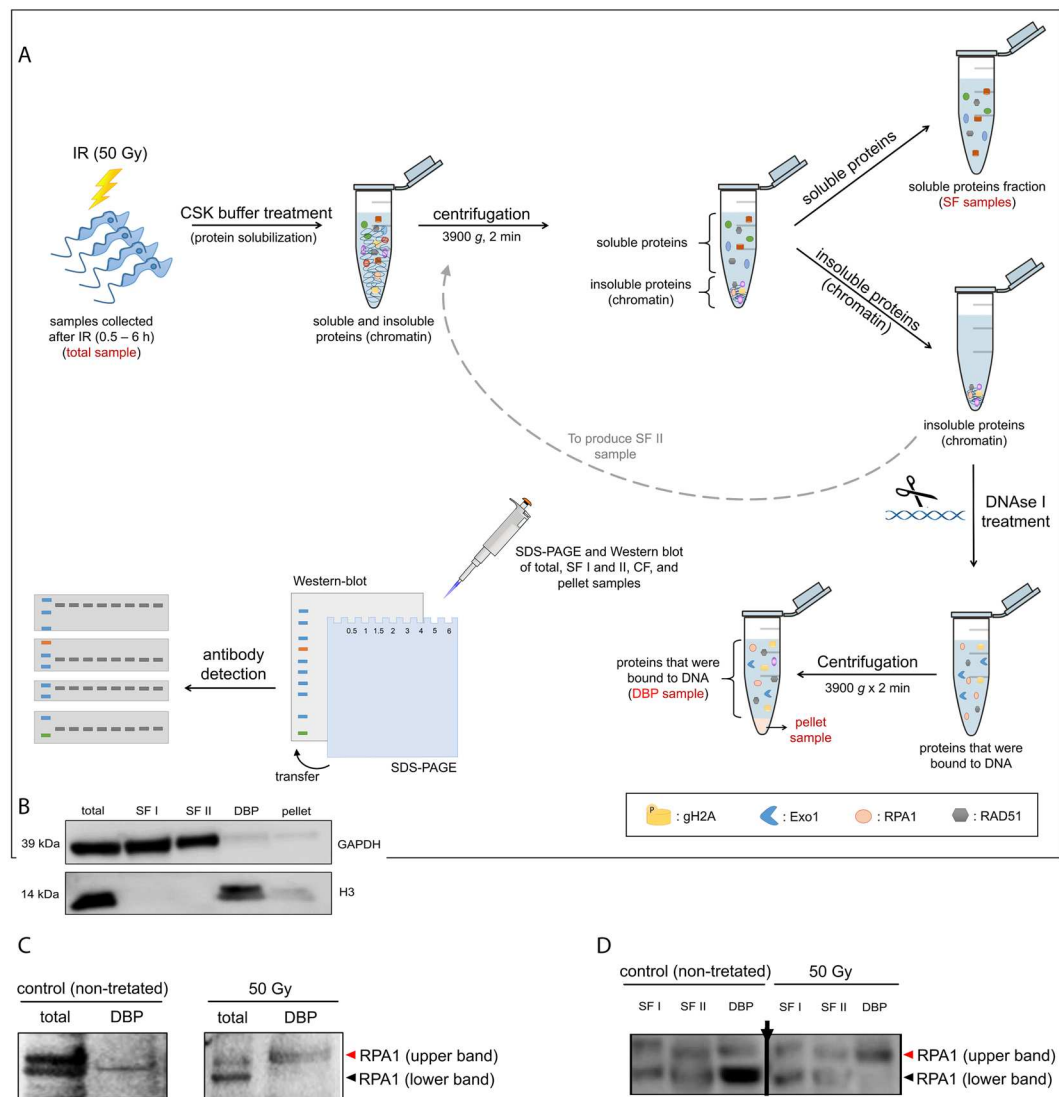 A
IR (50 Gy)
samples collected
after IR (0.5 – 6 h)
(total sample)
CSK buffer treatment
(protein solubilization)
soluble and insoluble
proteins (chromatin)
centrifugation
3900 g, 2 min
soluble proteins
insoluble proteins
(chromatin)
soluble proteins
soluble proteins fraction
(SF samples)
insoluble proteins
(chromatin)
insoluble proteins
(chromatin)
To produce SF II
sample
DNAse I
treatment
proteins that were
bound to DNA
Centrifugation
3900 g x 2 min
proteins that were
bound to DNA
(DBP sample)
pellet
sample
SDS-PAGE and Western blot
of total, SF I and II, CF, and
pellet samples
Western-blot
0.5 1 1.5 2 3 4 5 6
SDS-PAGE
transfer
antibody
detection
P
: gH2A
: Exo1
: RPA1
: RAD51
B
total SF I SF II DBP pellet
39 kDa
GAPDH
14 kDa
H3
C
control (non-tretated)
total DBP
50 Gy
total DBP
RPA1 (upper band)
RPA1 (lower band)
D
control (non-tretated)
50 Gy
SF I SF II DBP
SF I SF II DBP
RPA1 (upper band)
RPA1 (lower band)